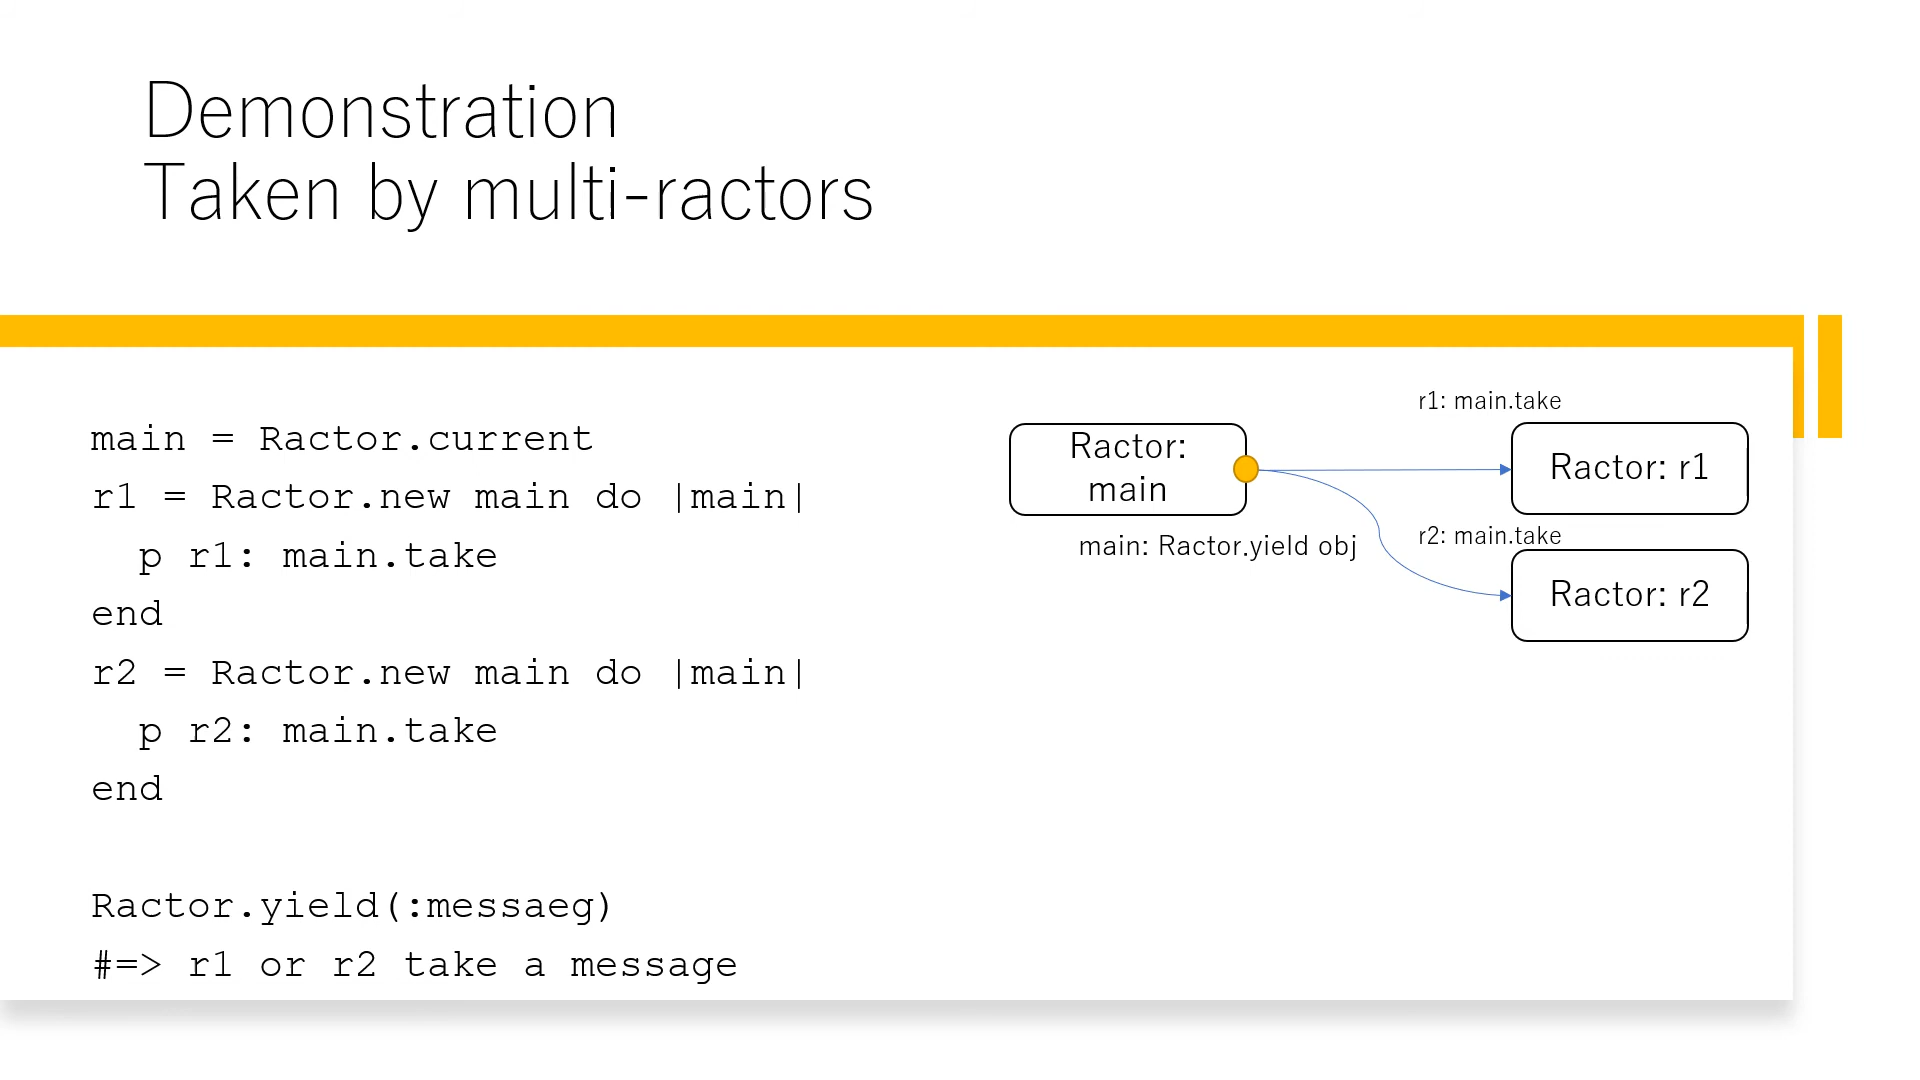 Demonstration
Taken by multi-ractors
main = Ractor.current
r1 = Ractor.new main do |main|
  p r1: main.take
end
r2 = Ractor.new main do |main|
  p r2: main.take
end
Ractor.yield(:messaeg)
#=> r1 or r2 take a message
Ractor:
main
main: Ractor.yield obj
r1: main.take
Ractor: r1
r2: main.take
Ractor: r2